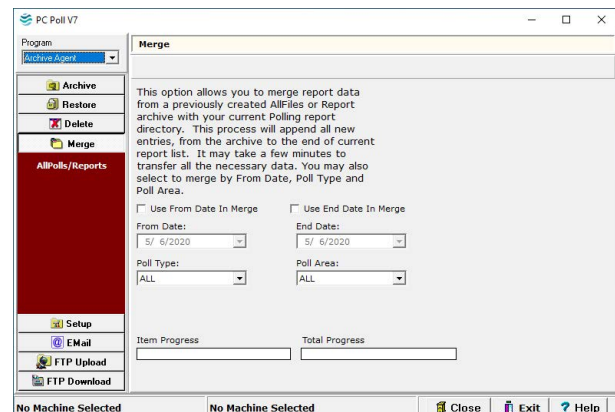 PC Poll V7
Program
Archive Agent
Archive
Restore
Delete
Merge
AllPolls/Reports
Setup
EMail
FTP Upload
FTP Download
Merge
This option allows you to merge report data
from a previously created AllFiles or Report
archive with your current Polling report
directory. This process will append all new
entries, from the archive to the end of current
report list. It may take a few minutes to
transfer all the necessary data. You may also
select to merge by From Date, Poll Type and
Poll Area.
Use From Date In Merge Use End Date In Merge
From Date: End Date:
5/ 6/2020 5/ 6/2020
Poll Type: Poll Area:
ALL ALL
Item Progress Total Progress
No Machine Selected No Machine Selected Close Exit ? Help